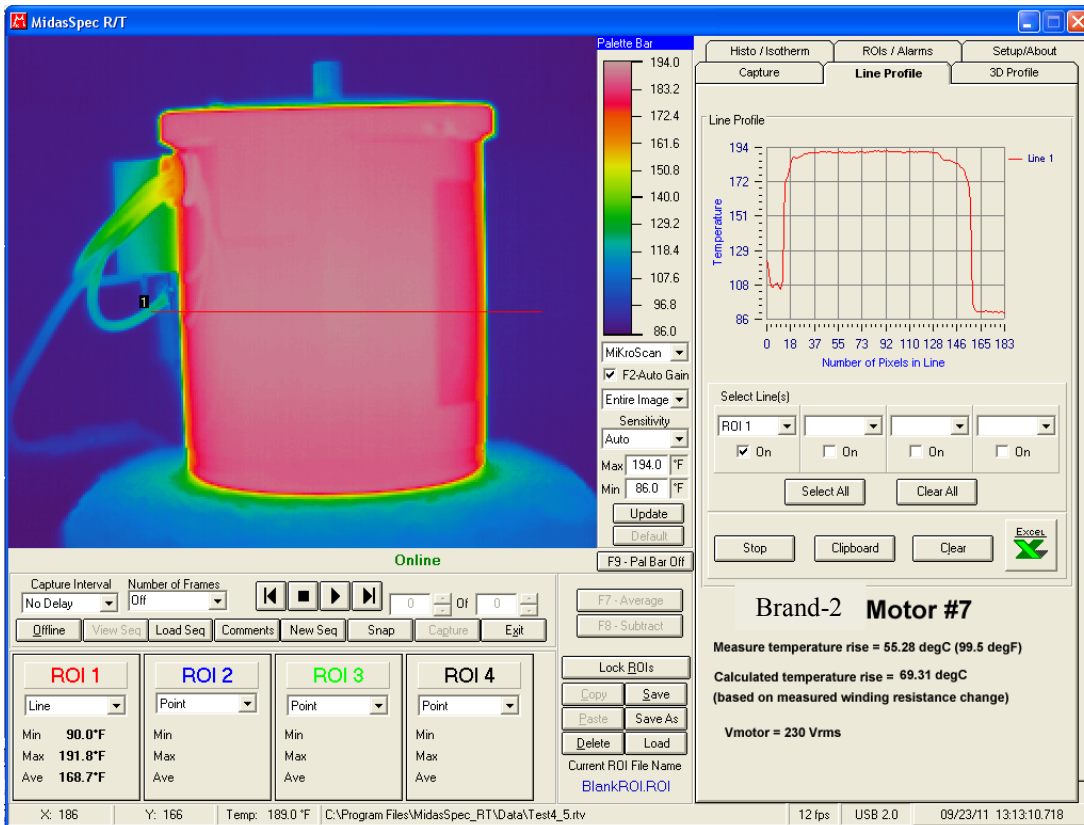 MidasSpec R/T
Palette Bar
194.0
183.2
172.4
161.6
150.8
140.0
129.2
118.4
107.6
96.8
86.0
1
MiKroScan
F2-Auto Gain
Entire Image
Sensitivity
Auto
Max 194.0 °F
Min 86.0 °F
Update
Default
F9 - Pal Bar Off
Histo / Isotherm ROIs / Alarms Setup/About
Capture Line Profile 3D Profile
Line Profile
194
172
151
129
108
86
Temperature
0 18 37 55 73 92 110 128 146 165 183
Number of Pixels in Line
Line 1
Select Line(s)
ROI 1
On On On On
Select All Clear All
Stop Clipboard Clear Excel
Online
Capture Interval Number of Frames
No Delay Off 0 Of 0
Offline View Seq Load Seq Comments New Seq Snap Capture Exit
F7 - Average
F8 - Subtract
ROI 1 ROI 2 ROI 3 ROI 4
Line Point Point Point
Min 90.0°F Min Min Min
Max 191.8°F Max Max Max
Ave 168.7°F Ave Ave Ave
Lock ROIs
Copy Save
Paste Save As
Delete Load
Current ROI File Name
BlankROI.ROI
Brand-2 Motor #7
Measure temperature rise = 55.28 degC (99.5 degF)
Calculated temperature rise = 69.31 degC
(based on measured winding resistance change)
Vmotor = 230 Vrms
X: 186 Y: 166 Temp: 189.0 °F C:\Program Files\MidasSpec_RT\Data\Test4_5.rtv 12 fps USB 2.0 09/23/11 13:13:10.718